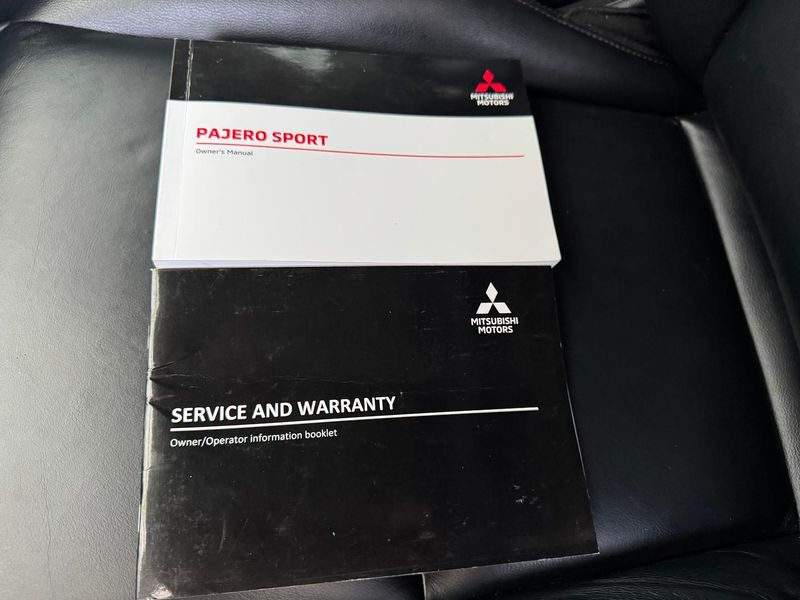 MITSUBISHI
MOTORS
PAJERO SPORT
Owner's Manual
MITSUBISHI
MOTORS
SERVICE AND WARRANTY
Owner/Operator information booklet